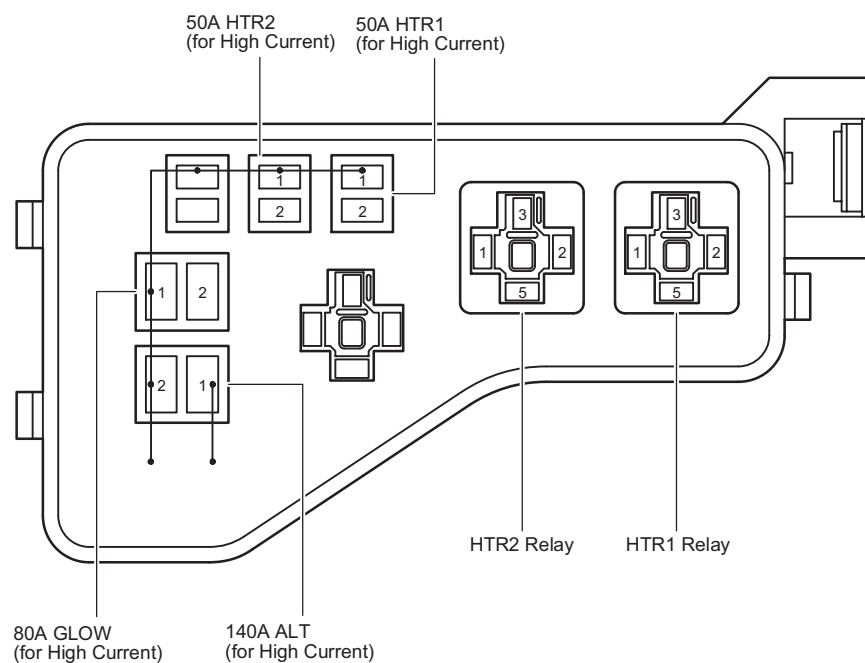 50A HTR2
(for High Current)
50A HTR1
(for High Current)
1
1
2
2
3
3
1
2
1
2
5
5
1
2
2
1
HTR2 Relay
HTR1 Relay
80A GLOW
(for High Current)
140A ALT
(for High Current)